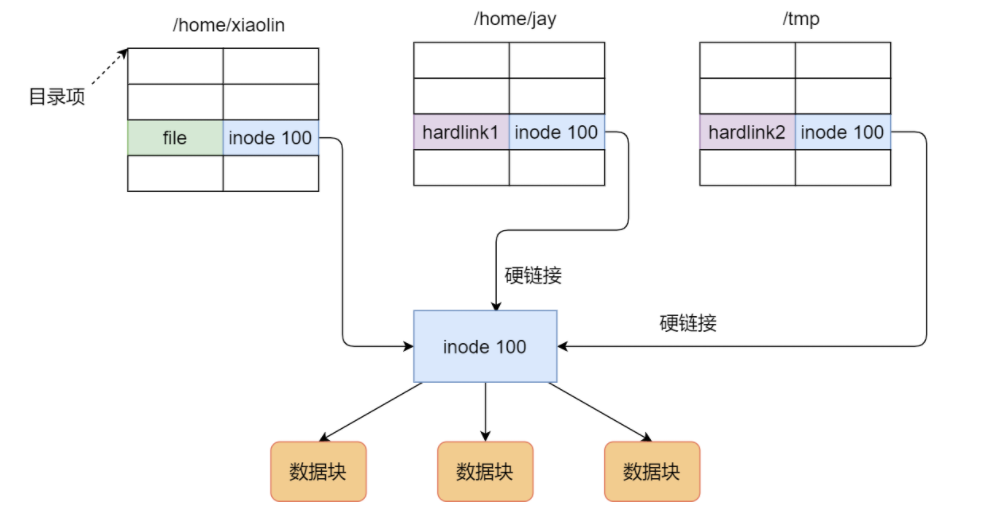 /home/xiaolin
/home/jay
/tmp
目录项
file
inode 100
hardlink1
inode 100
hardlink2
inode 100
硬链接
硬链接
inode 100
数据块
数据块
数据块